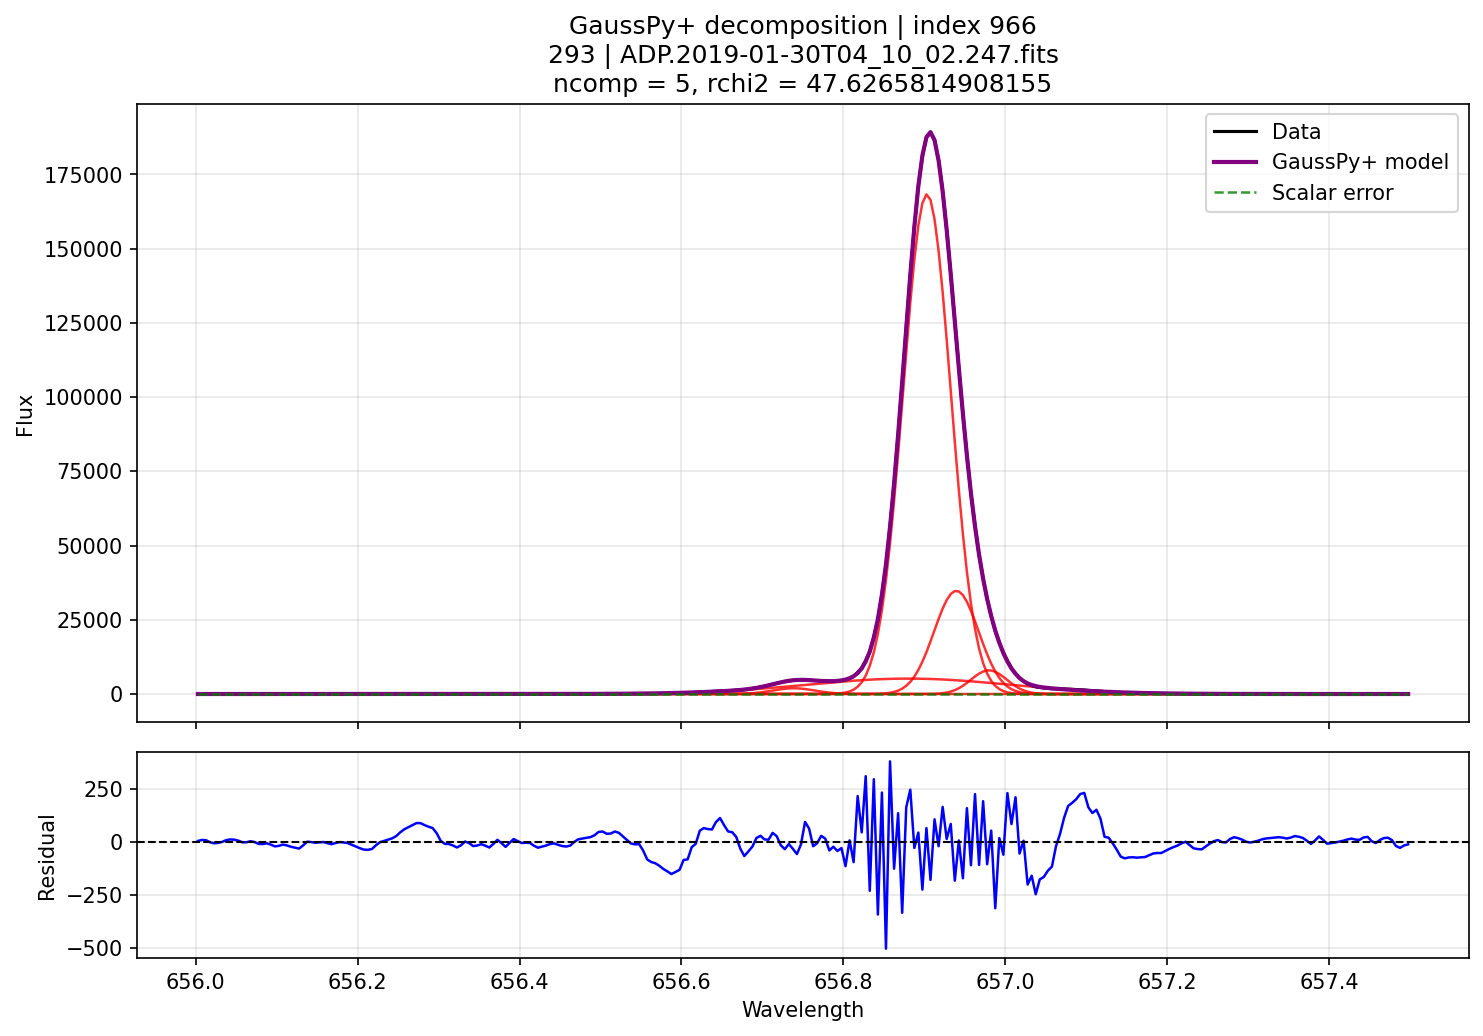 GaussPy+ decomposition | index 966
293 | ADP.2019-01-30T04_10_02.247.fits
ncomp = 5, rchi2 = 47.6265814908155
Data
GaussPy+ model
Scalar error
Flux
175000
150000
125000
100000
75000
50000
25000
0
Residual
250
0
−250
−500
656.0
656.2
656.4
656.6
656.8
657.0
657.2
657.4
Wavelength